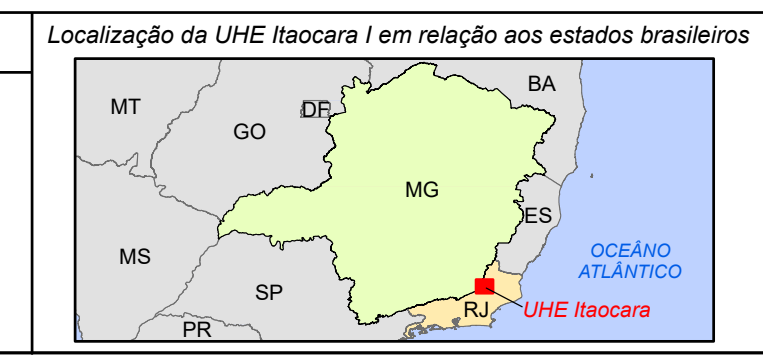 Localização da UHE Itaocara I em relação aos estados brasileiros
BA
MT
DF
GO
MG
ES
MS
OCEÂNO
ATLÂNTICO
SP
RJ
UHE Itaocara
PR